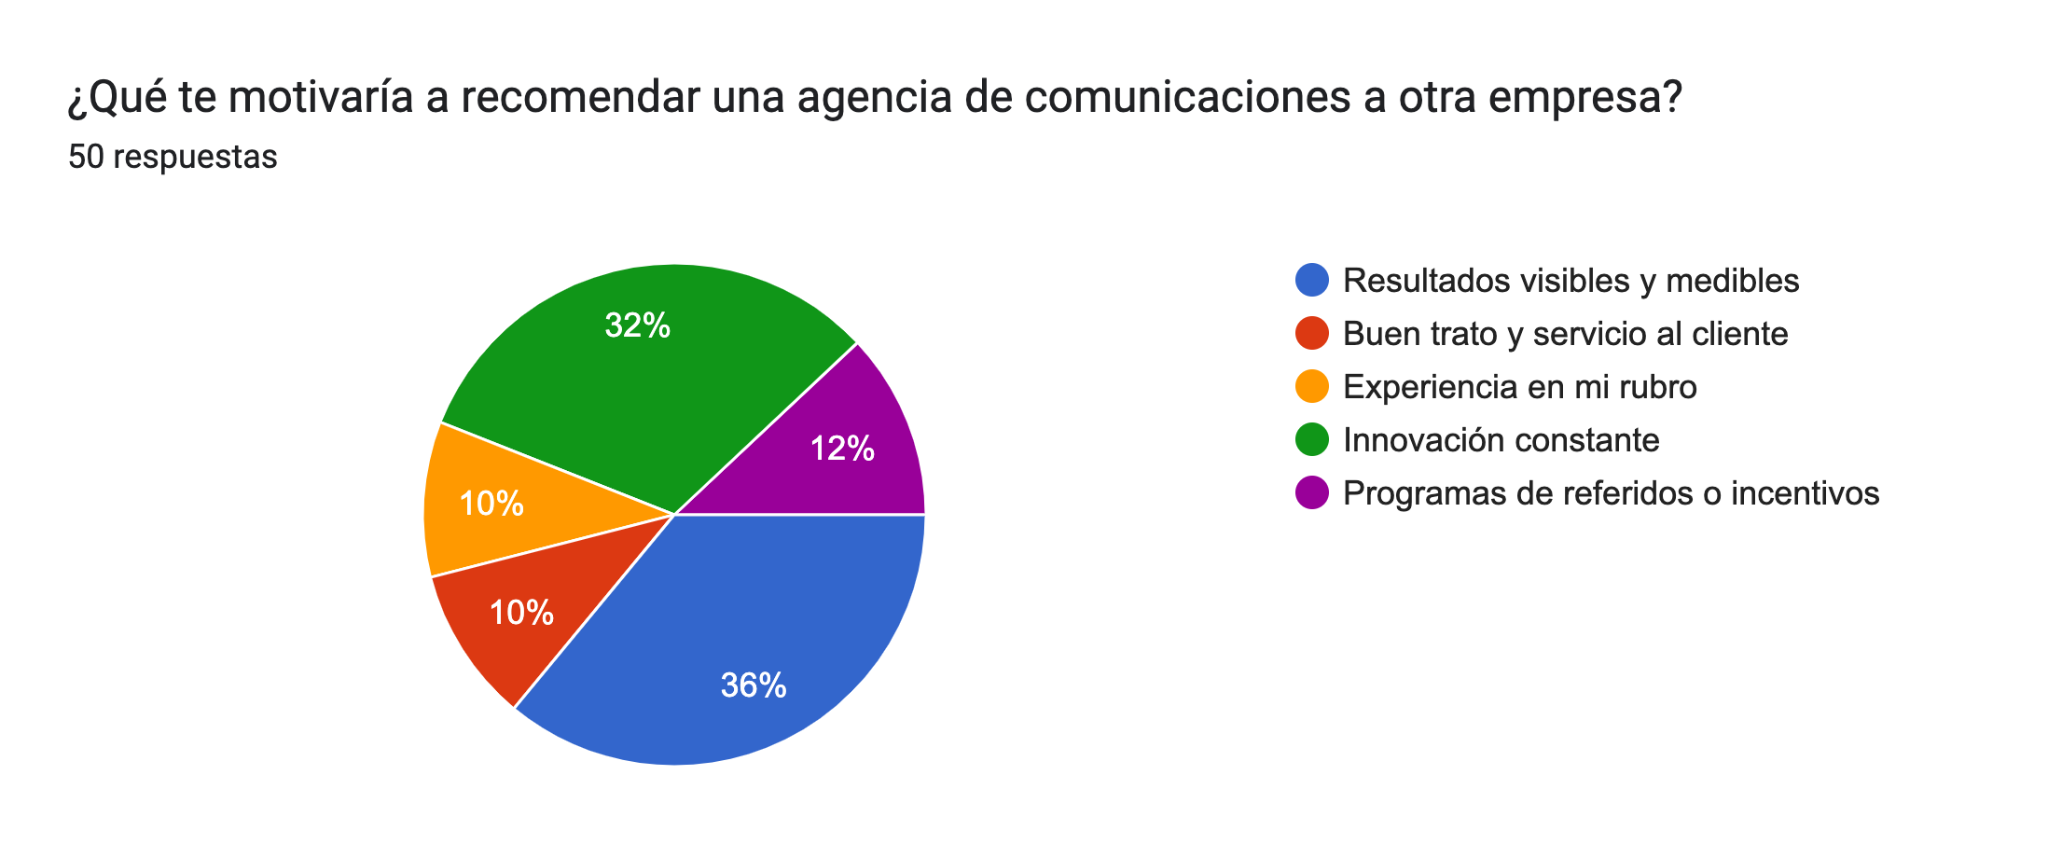 ¿Qué te motivaría a recomendar una agencia de comunicaciones a otra empresa?
50 respuestas
32%
12%
10%
10%
36%
Resultados visibles y medibles
Buen trato y servicio al cliente
Experiencia en mi rubro
Innovación constante
Programas de referidos o incentivos